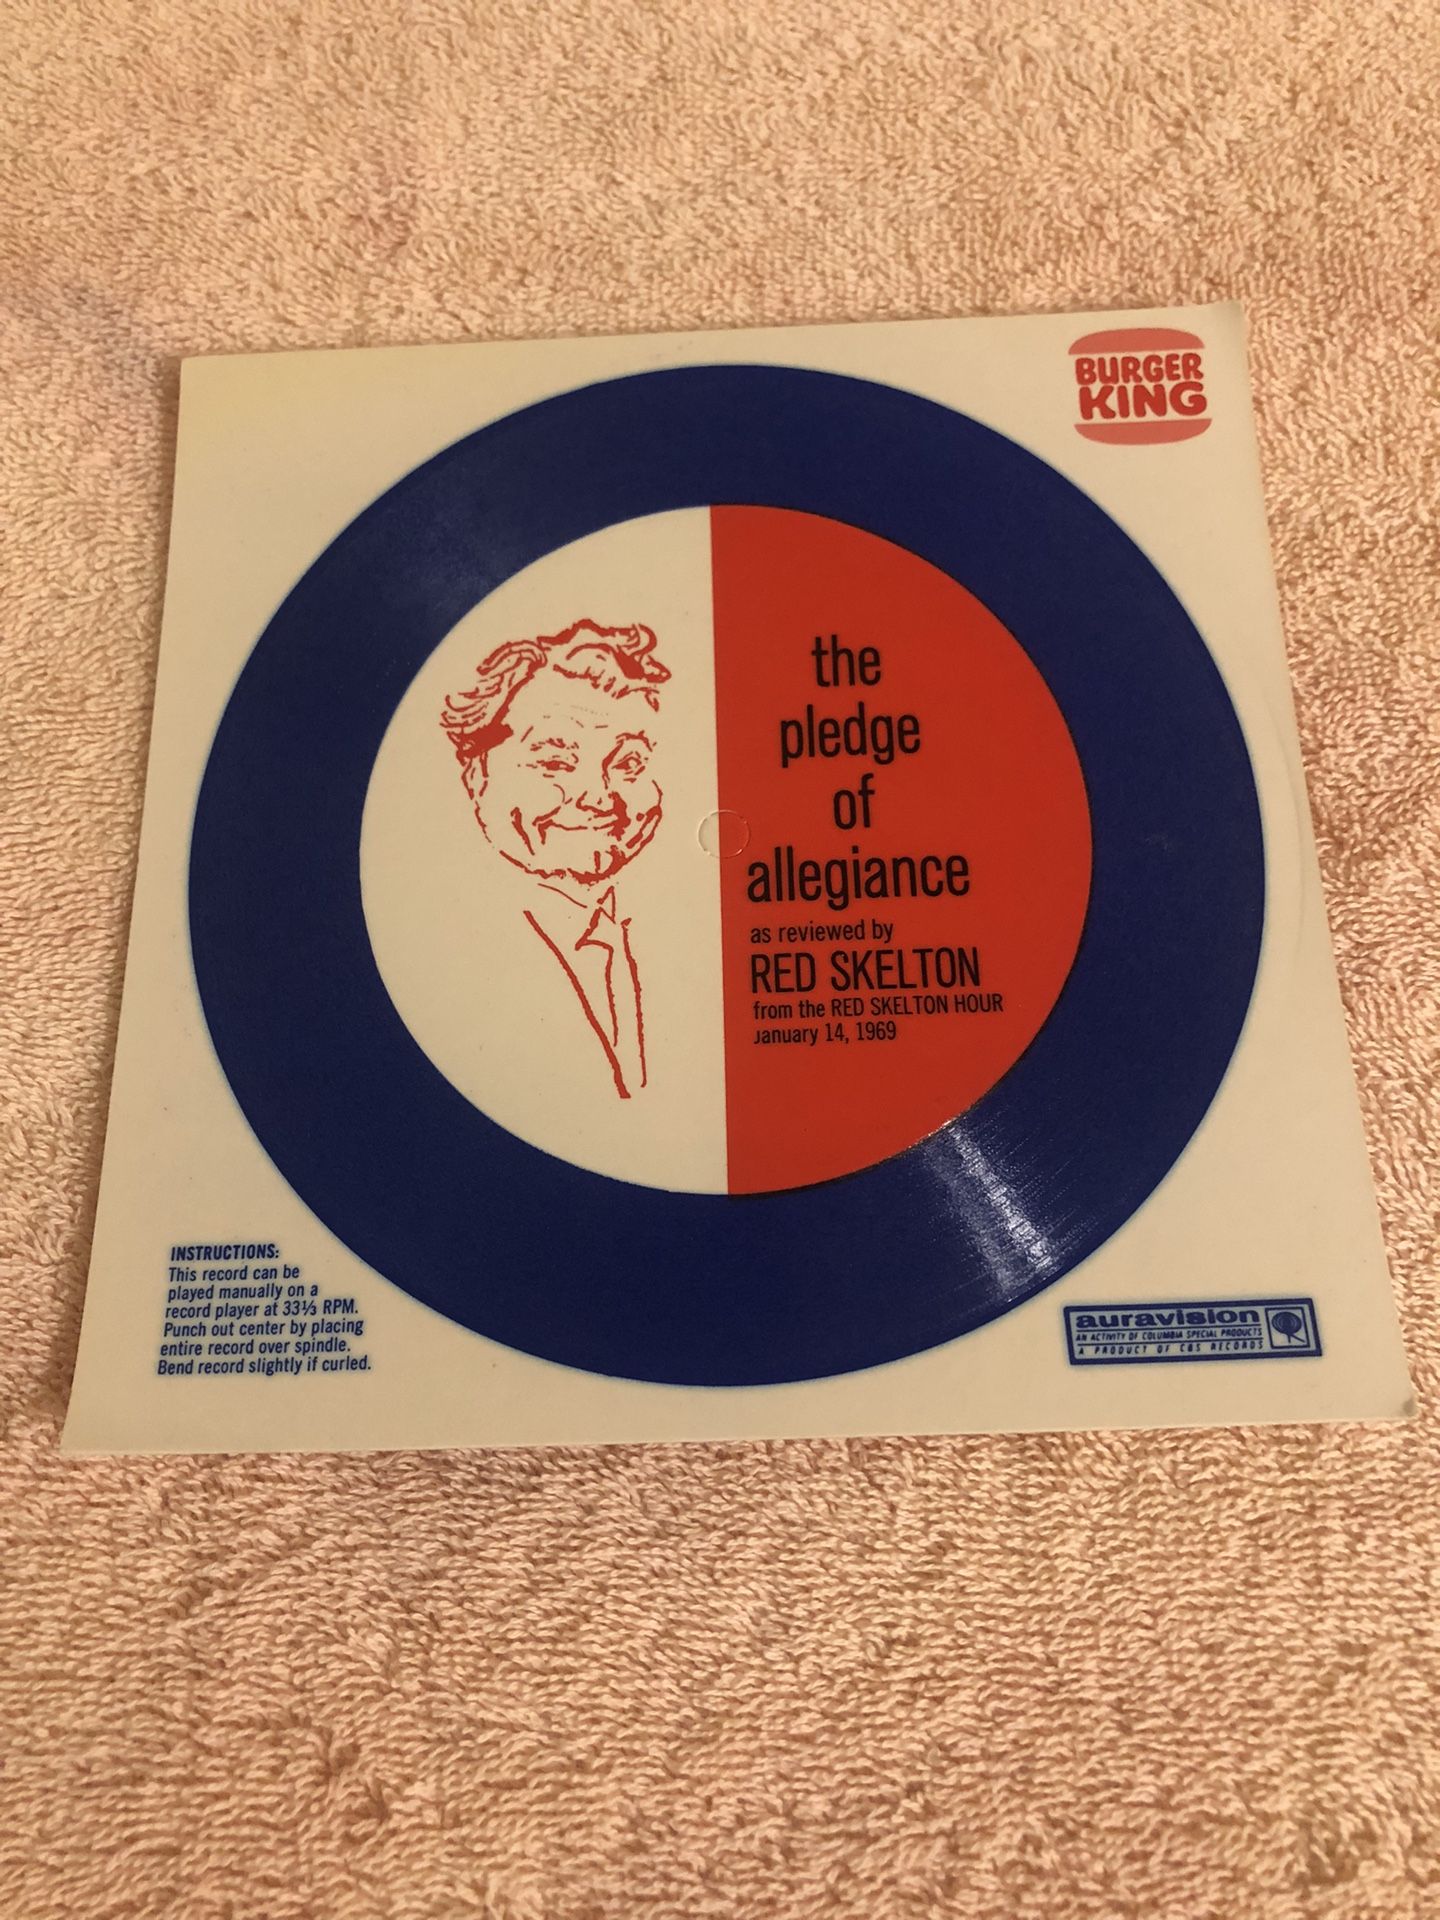 BURGER
KING
the
pledge
of
allegiance
as reviewed by
RED SKELTON
from the RED SKELTON HOUR
January 14, 1969
INSTRUCTIONS:
This record can be
played manually on a
record player at 33⅓ RPM.
Punch out center by placing
entire record over spindle.
Bend record slightly if curled.
auravision
AN ACTIVITY OF COLUMBIA SPECIAL PRODUCTS
A PRODUCT OF CBS RECORDS